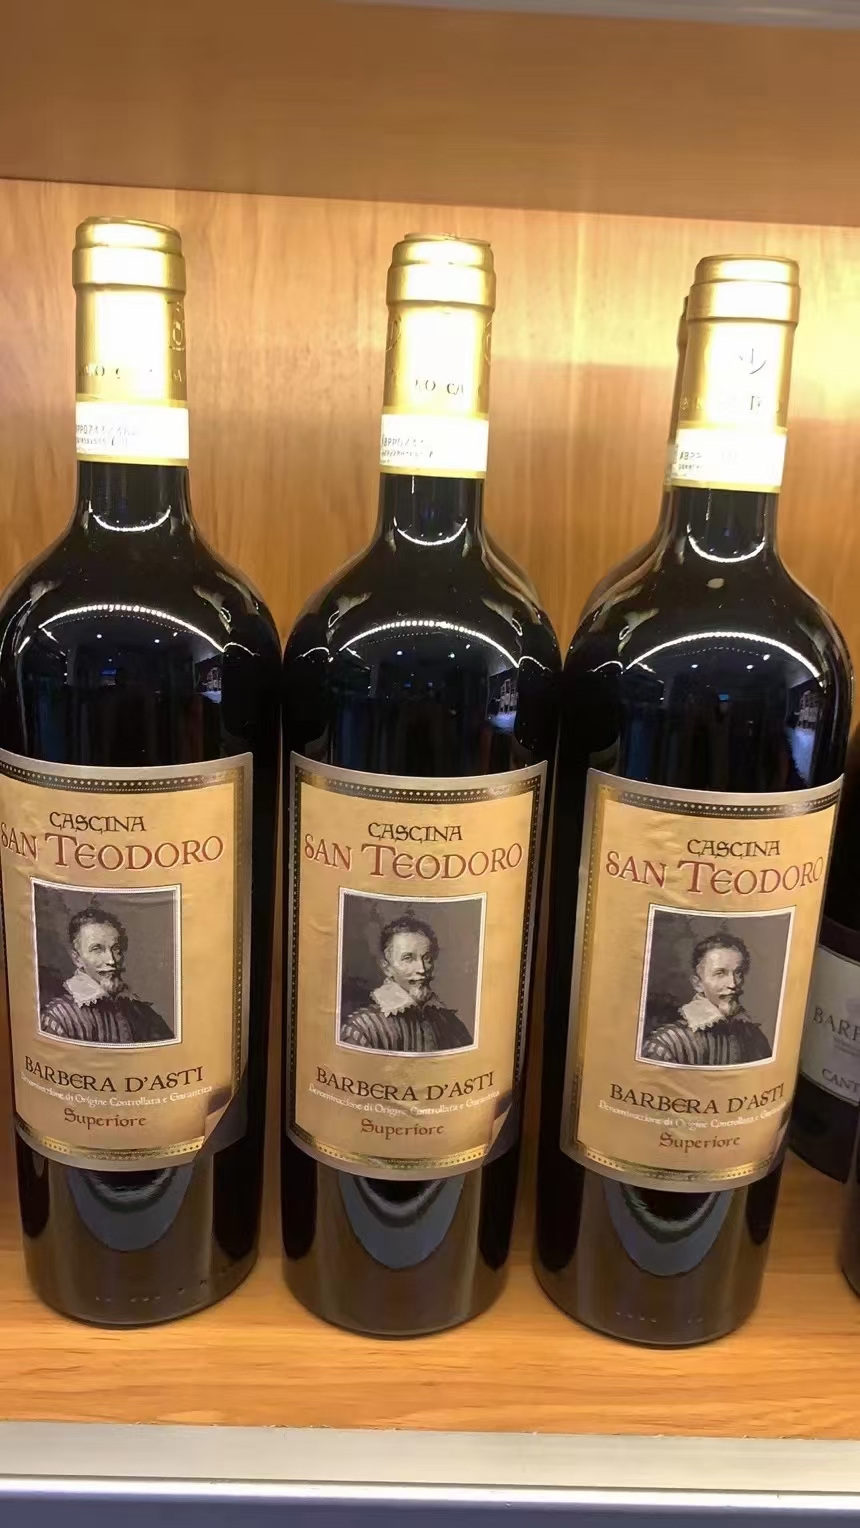 CASCINA
SAN TEODORO
BARBERA D'ASTI
Denominazione di Origine Controllata e Garantita
Superiore
CASCINA
SAN TEODORO
BARBERA D'ASTI
Denominazione di Origine Controllata e Garantita
Superiore
CASCINA
SAN TEODORO
BARBERA D'ASTI
Denominazione di Origine Controllata e Garantita
Superiore